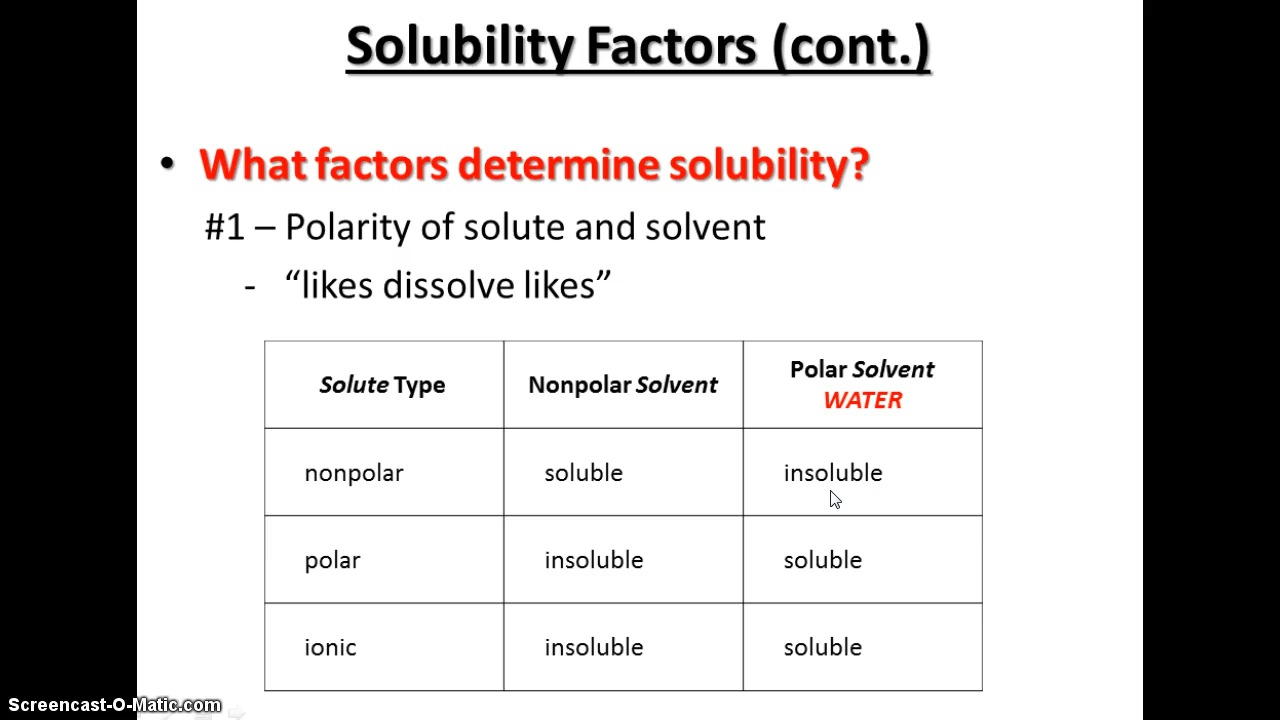 Solubility Factors (cont.)
• What factors determine solubility?
#1 – Polarity of solute and solvent
- “likes dissolve likes”
Solute Type
Nonpolar Solvent
Polar Solvent
WATER
nonpolar
soluble
insoluble
polar
insoluble
soluble
ionic
insoluble
soluble
Screencast-O-Matic.com